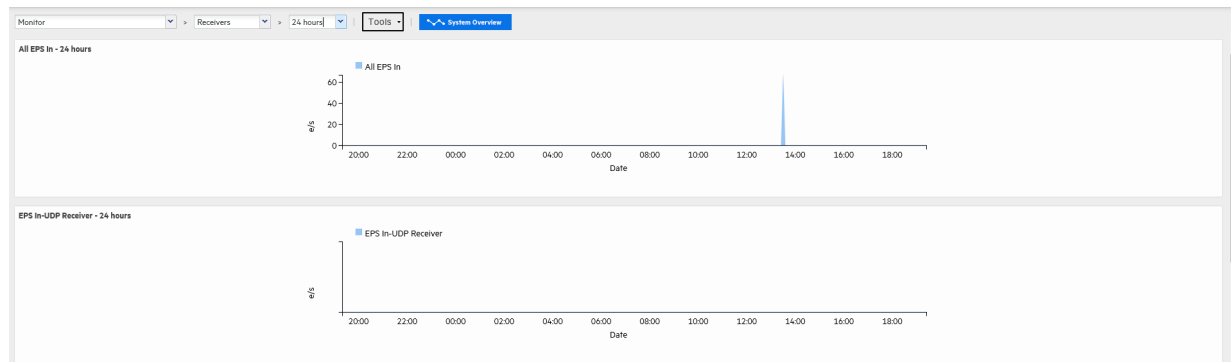 Monitor » Receivers » 24 hours | Tools | System Overview
All EPS In - 24 hours
All EPS In
60
40
20
0
e/s
20:00 22:00 00:00 02:00 04:00 06:00 08:00 10:00 12:00 14:00 16:00 18:00
Date
EPS In-UDP Receiver - 24 hours
EPS In-UDP Receiver
e/s
20:00 22:00 00:00 02:00 04:00 06:00 08:00 10:00 12:00 14:00 16:00 18:00
Date